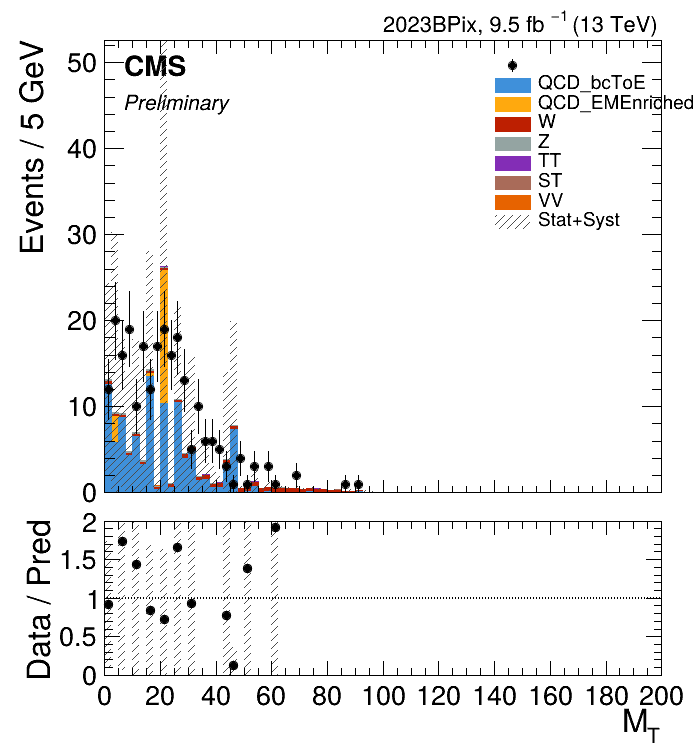 2023BPix, 9.5 fb⁻¹ (13 TeV)
CMS
Preliminary
Events / 5 GeV
50
40
30
20
10
0
QCD_bcToE
QCD_EMEnriched
W
Z
TT
ST
VV
Stat+Syst
Data / Pred
2
1.5
1
0.5
0
0 20 40 60 80 100 120 140 160 180 200
M_T